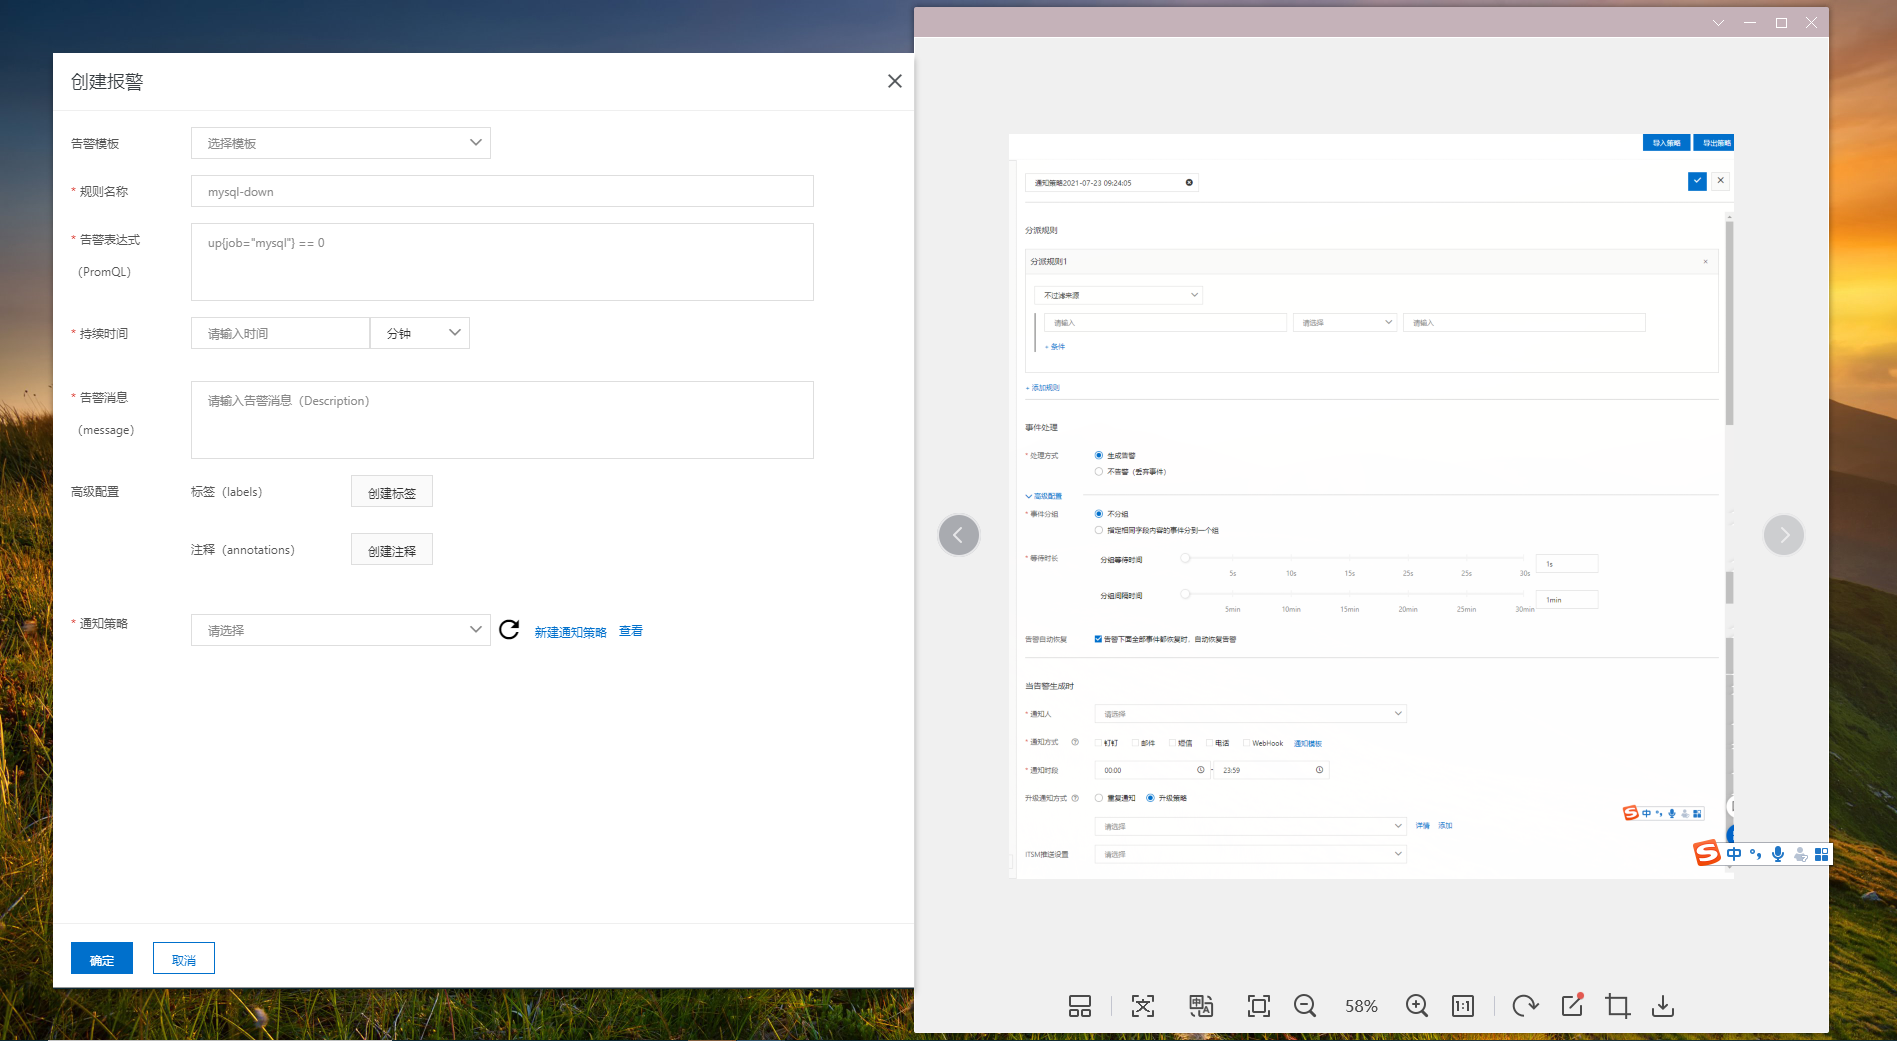 创建报警
告警模板
选择模板
* 规则名称
mysql-down
* 告警表达式
(PromQL)
up{job="mysql"} == 0
* 持续时间
请输入时间
分钟
* 告警消息
(message)
请输入告警消息（Description）
高级配置
标签（labels）
创建标签
注释（annotations）
创建注释
* 通知策略
请选择
新建通知策略 查看
确定
取消
导入策略 导出策略
通知策略2021-07-23 09:24:05
分派规则
分派规则1
不过滤来源
请输入 请选择 请输入
+ 条件
+ 添加规则
事件处理
* 处理方式 生成告警
不告警（丢弃事件）
高级配置
* 事件分组 不分组
指定相同字段内容的事件分到一个组
* 等待时长 分组等待时间 1s
5s 10s 15s 25s 25s 30s
分组间隔时间 1min
5min 10min 15min 20min 25min 30min
告警自动恢复 告警下面全部事件都恢复时，自动恢复告警
当告警生成时
* 通知人 请选择
* 通知方式 钉钉 邮件 短信 电话 WebHook 通知模板
* 通知时段 00:00 - 23:59
升级通知方式 重复通知 升级策略
请选择 详情 添加
ITSM推送设置 请选择
中
中
58%
1:1